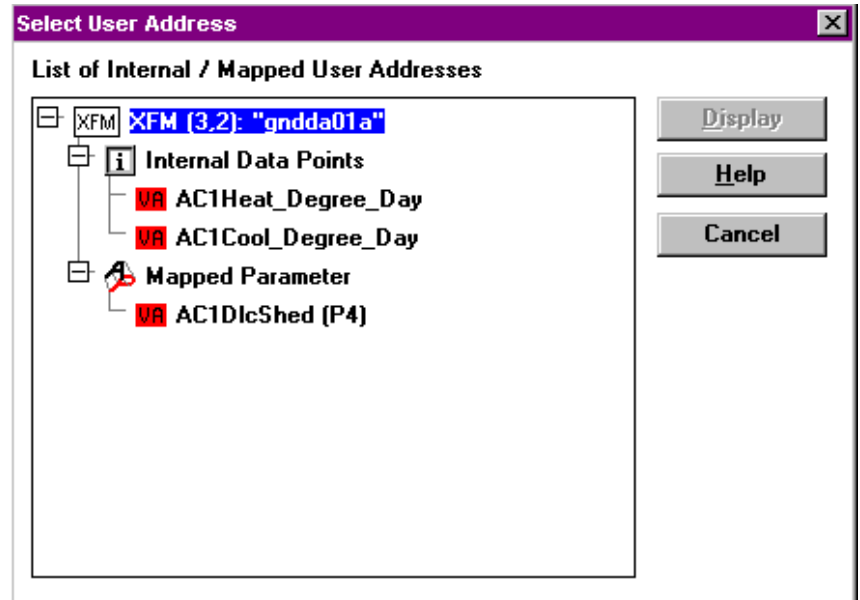 Select User Address
List of Internal / Mapped User Addresses
XFM XFM (3,2): "gndda01a"
Display
i Internal Data Points
Help
VA AC1Heat_Degree_Day
VA AC1Cool_Degree_Day
Cancel
Mapped Parameter
VA AC1DlcShed (P4)